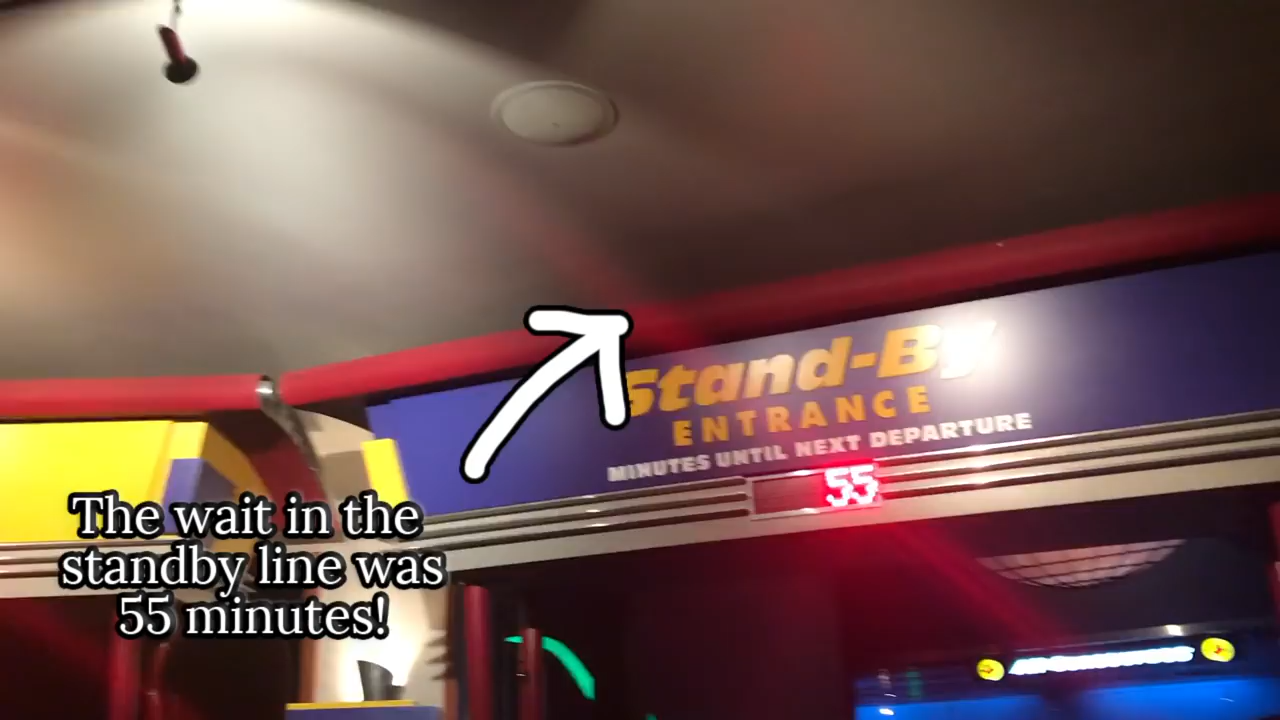 Stand-By
ENTRANCE
MINUTES UNTIL NEXT DEPARTURE
55
The wait in the
standby line was
55 minutes!